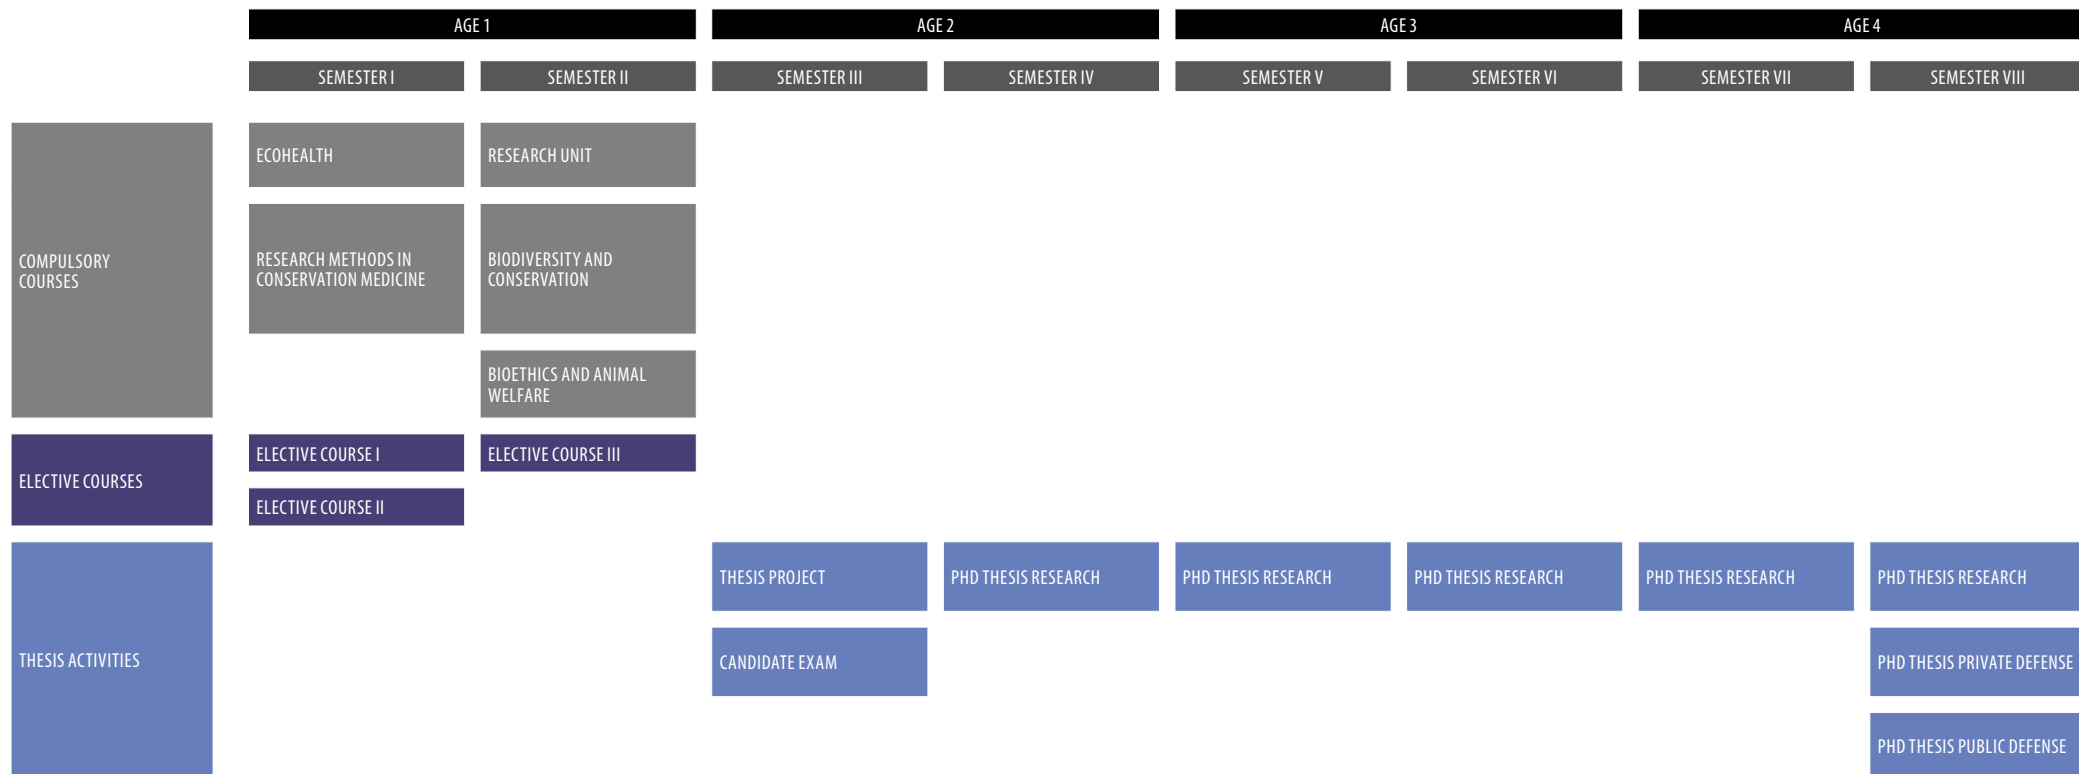 AGE 1
AGE 2
AGE 3
AGE 4
SEMESTER I
SEMESTER II
SEMESTER III
SEMESTER IV
SEMESTER V
SEMESTER VI
SEMESTER VII
SEMESTER VIII
COMPULSORY
COURSES
ECOHEALTH
RESEARCH UNIT
RESEARCH METHODS IN
CONSERVATION MEDICINE
BIODIVERSITY AND
CONSERVATION
BIOETHICS AND ANIMAL
WELFARE
ELECTIVE COURSES
ELECTIVE COURSE I
ELECTIVE COURSE III
ELECTIVE COURSE II
THESIS ACTIVITIES
THESIS PROJECT
PHD THESIS RESEARCH
PHD THESIS RESEARCH
PHD THESIS RESEARCH
PHD THESIS RESEARCH
PHD THESIS RESEARCH
CANDIDATE EXAM
PHD THESIS PRIVATE DEFENSE
PHD THESIS PUBLIC DEFENSE